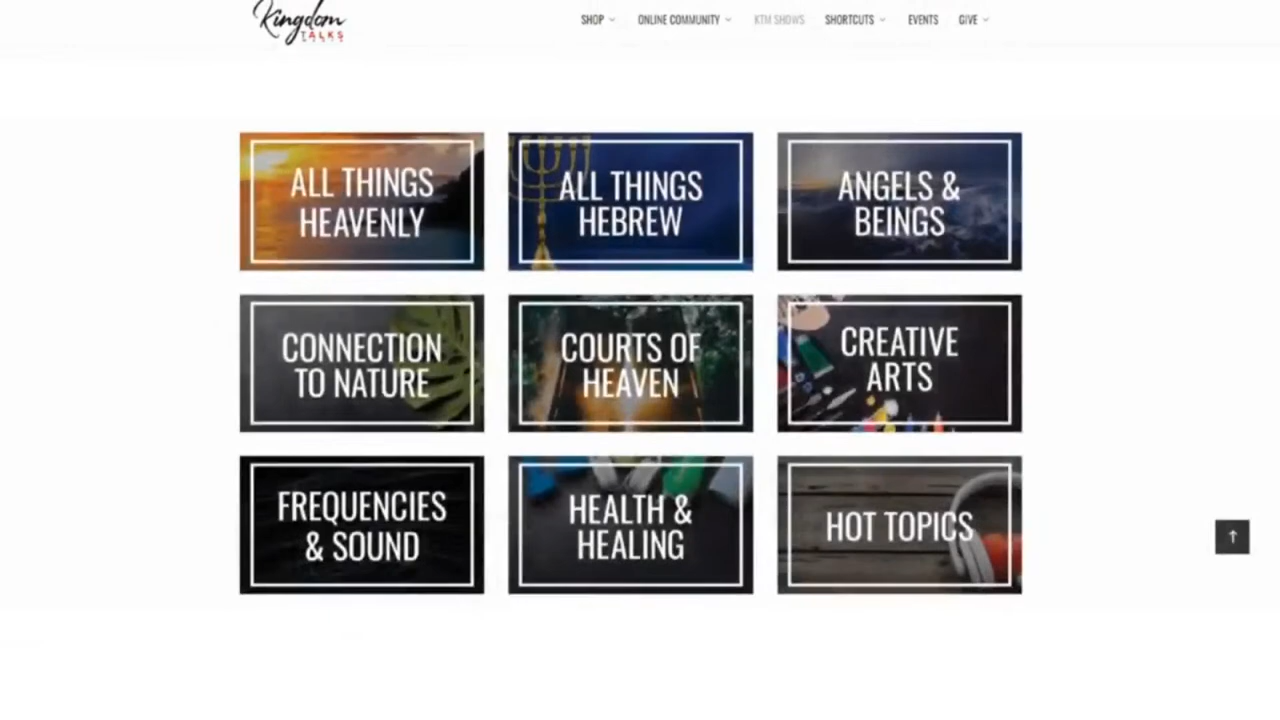 Kingdom
TALKS
SHOP
ONLINE COMMUNITY
KTM SHOWS
SHORTCUTS
EVENTS
GIVE
ALL THINGS
HEAVENLY
ALL THINGS
HEBREW
ANGELS &
BEINGS
CONNECTION
TO NATURE
COURTS OF
HEAVEN
CREATIVE
ARTS
FREQUENCIES
& SOUND
HEALTH &
HEALING
HOT TOPICS